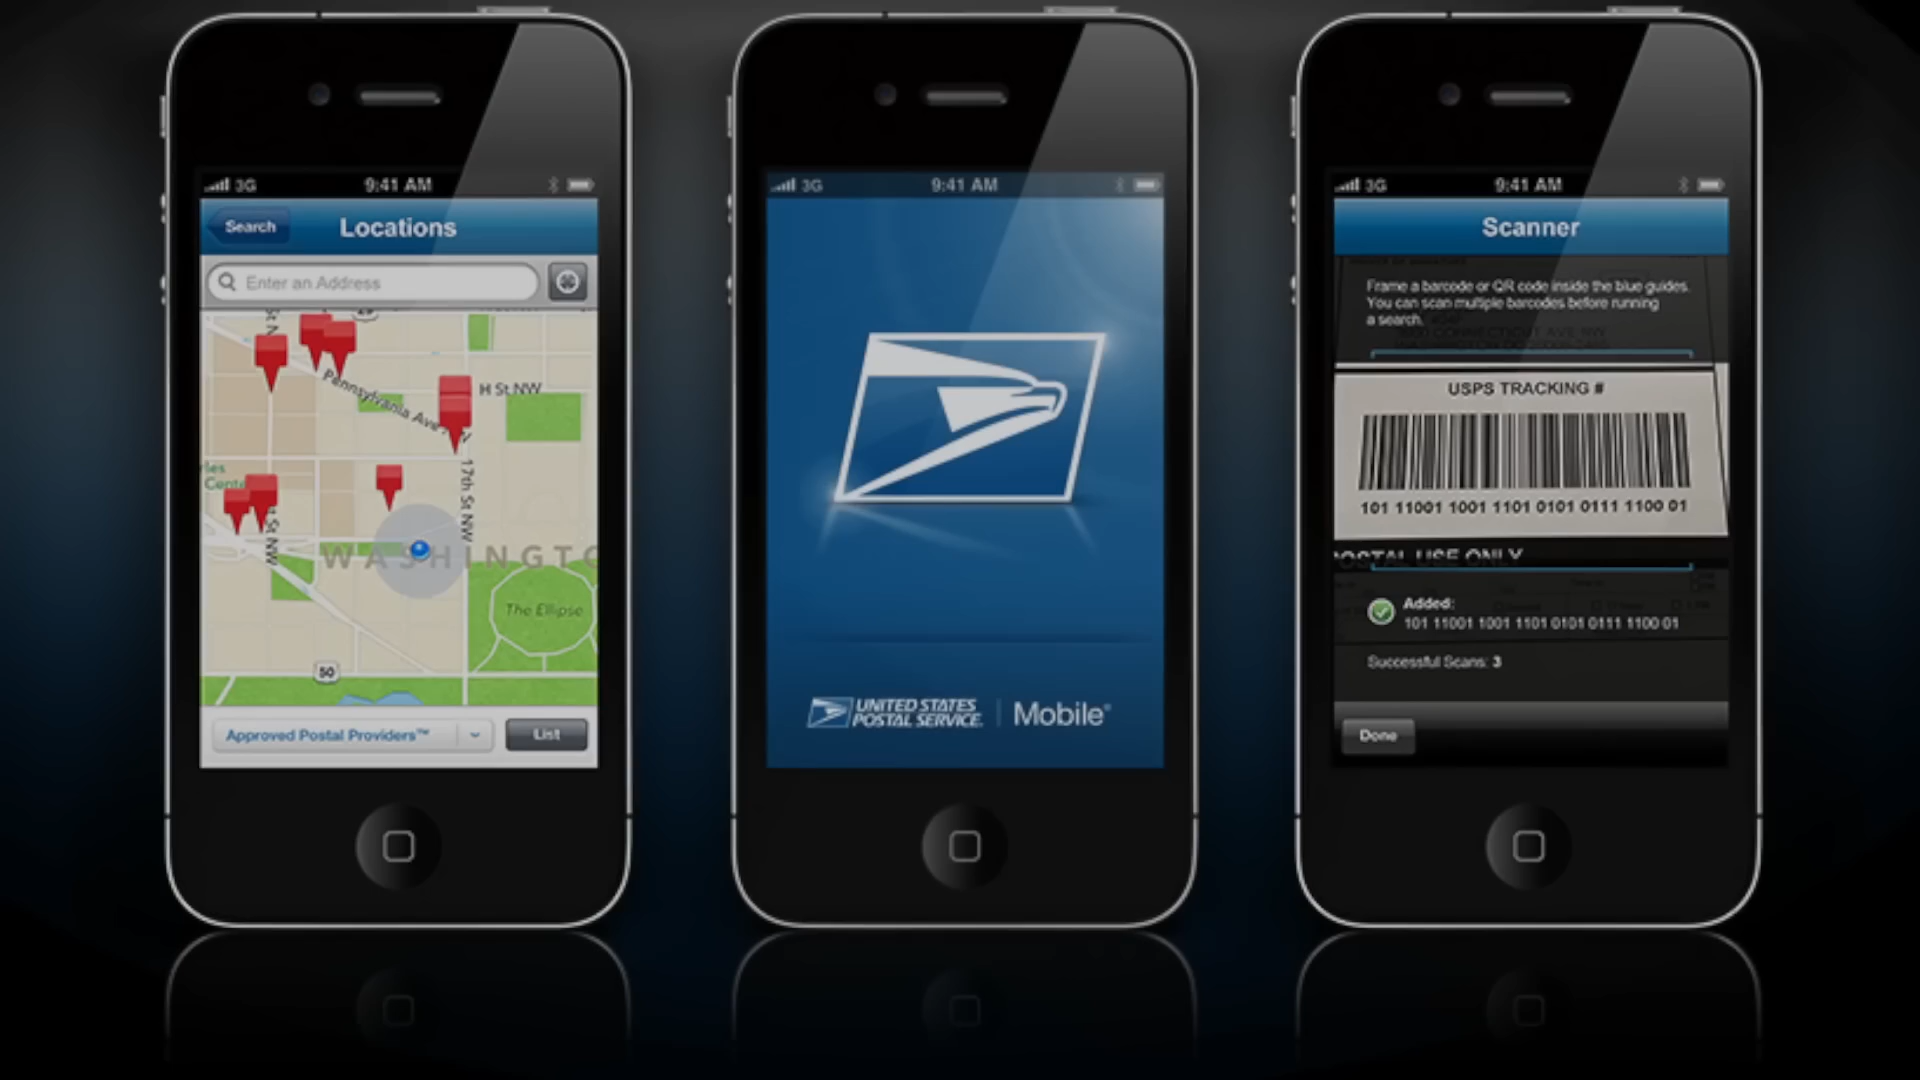 3G 9:41 AM
Search Locations
Enter an Address
Pennsylvania Ave
H St NW
17th St NW
St NW
WASHINGTO
The Ellipse
50
Approved Postal Providers™ List
3G 9:41 AM
UNITED STATES
POSTAL SERVICE. | Mobile®
3G 9:41 AM
Scanner
Frame a barcode or QR code inside the blue guides.
You can scan multiple barcodes before running
a search.
USPS TRACKING #
101 11001 1001 1101 0101 0111 1100 01
POSTAL USE ONLY
Added:
101 11001 1001 1101 0101 0111 1100 01
Successful Scans: 3
Done